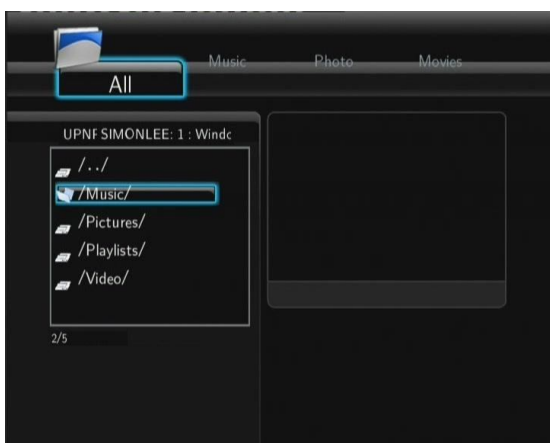 Music Photo Movies
All
UPNF SIMONLEE: 1 : Windc
/../
/Music/
/Pictures/
/Playlists/
/Video/
2/5